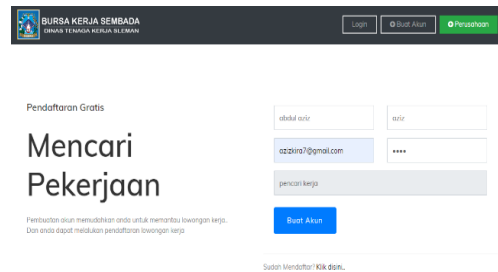 BURSA KERJA SEMBADA
DINAS TENAGA KERJA SLEMAN
Login
Buat Akun
Perusahaan
Pendaftaran Gratis
Mencari
Pekerjaan
Pembuatan akun memudahkan anda untuk memantau lowongan kerja.
Dan anda dapat melakukan pendaftaran lowongan kerja
abdul aziz
aziz
azizkira7@gmail.com
••••
pencari kerja
Buat Akun
Sudah Mendaftar? Klik disini..